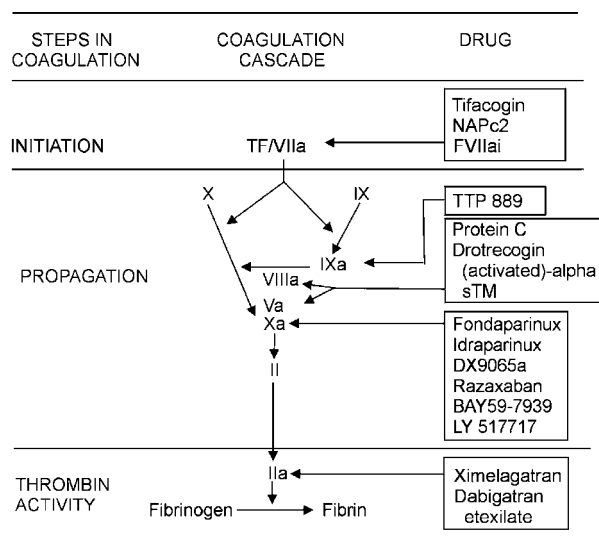 STEPS IN
COAGULATION
COAGULATION
CASCADE
DRUG
INITIATION
TF/VIIa
Tifacogin
NAPc2
FVIIai
PROPAGATION
X
IX
IXa
VIIIa
Va
Xa
II
TTP 889
Protein C
Drotrecogin
(activated)-alpha
sTM
Fondaparinux
Idraparinux
DX9065a
Razaxaban
BAY59-7939
LY 517717
THROMBIN
ACTIVITY
IIa
Fibrinogen
Fibrin
Ximelagatran
Dabigatran
etexilate